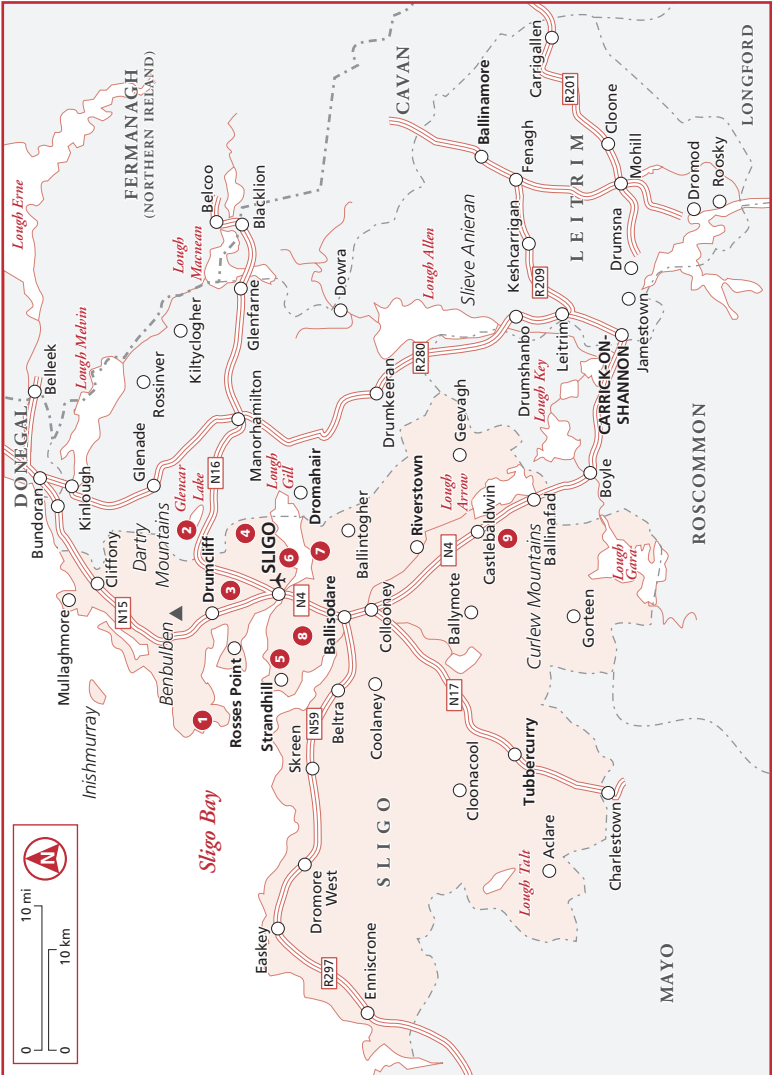 0
10 mi
0
10 km
N
DONEGAL
FERMANAGH
(NORTHERN IRELAND)
CAVAN
LONGFORD
LEITRIM
ROSCOMMON
MAYO
SLIGO
Sligo Bay
Inishmurray
Mullaghmore
Cliffony
N15
Bundoran
Kinlough
Belleek
Lough Erne
Lough Melvin
Rossinver
Kiltyclogher
Glenade
Lough
Macnean
Belcoo
Blacklion
Glenfarne
Manorhamilton
N16
Glencar
Lake
Dartry
Mountains
Benbulben
Drumcliff
Rosses Point
Strandhill
SLIGO
Lough
Gill
Dromahair
1
2
3
4
5
6
7
8
9
N4
Ballisodare
Collooney
Ballintogher
Riverstown
Geevagh
Drumkeeran
R280
Dowra
Lough Allen
Slieve Anieran
Ballinamore
Fenagh
Keshcarrigan
R209
Carrigallen
R201
Cloone
Mohill
Dromod
Roosky
Drumsna
Jamestown
Drumshanbo
Leitrim
Lough Key
CARRICK-ON-
SHANNON
Boyle
Lough
Arrow
Castlebaldwin
N4
Ballinafad
Curlew Mountains
Lough
Gara
Gorteen
Ballymote
N17
N59
Beltra
Coolaney
Skreen
Dromore
West
Easkey
R297
Enniscrone
Cloonacool
Tubbercurry
Lough Talt
Aclare
Charlestown